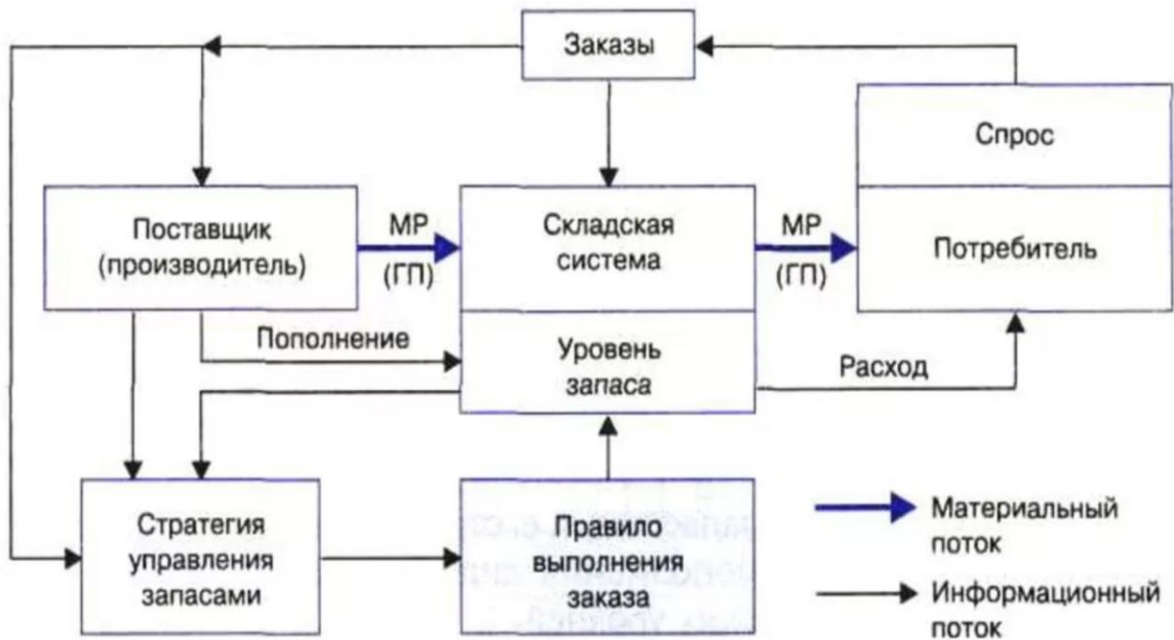 Заказы
Спрос
Поставщик
(производитель)
МР
(ГП)
Складская
система
МР
(ГП)
Потребитель
Пополнение
Уровень
запаса
Расход
Стратегия
управления
запасами
Правило
выполнения
заказа
Материальный
поток
Информационный
поток